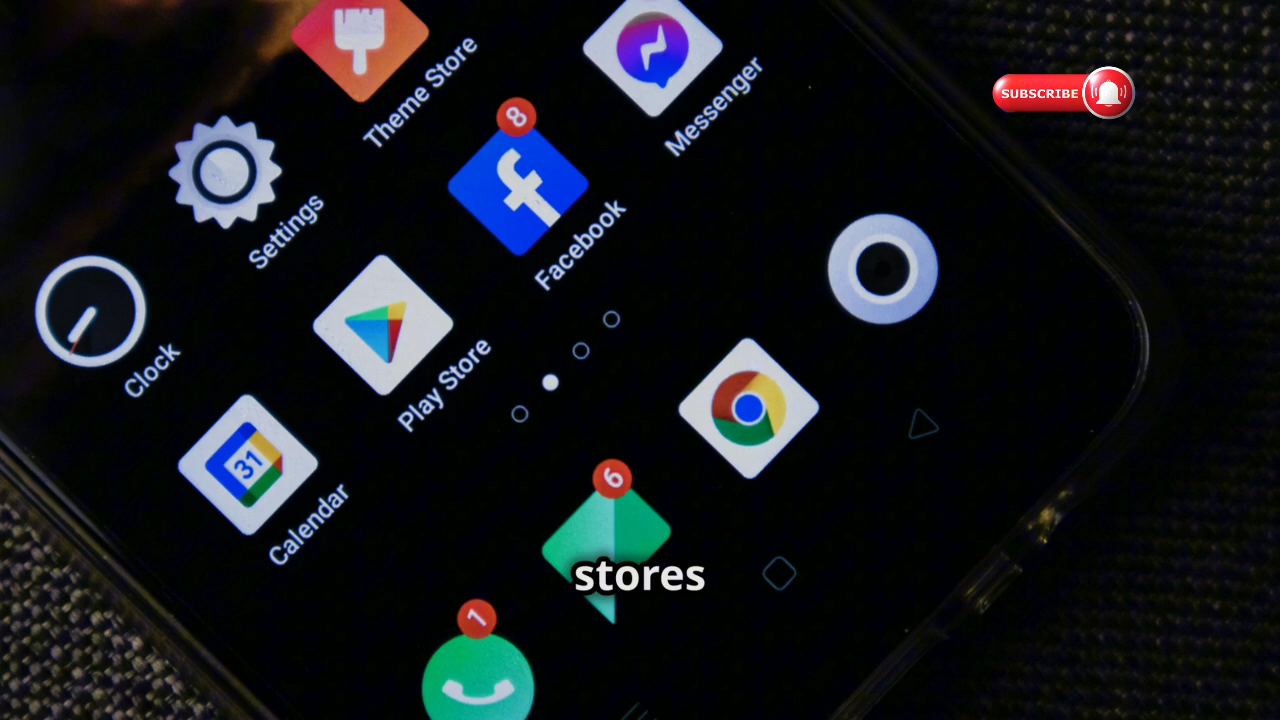 Theme Store
Messenger
SUBSCRIBE
8
Settings
Facebook
Clock
Play Store
31
Calendar
6
stores
1